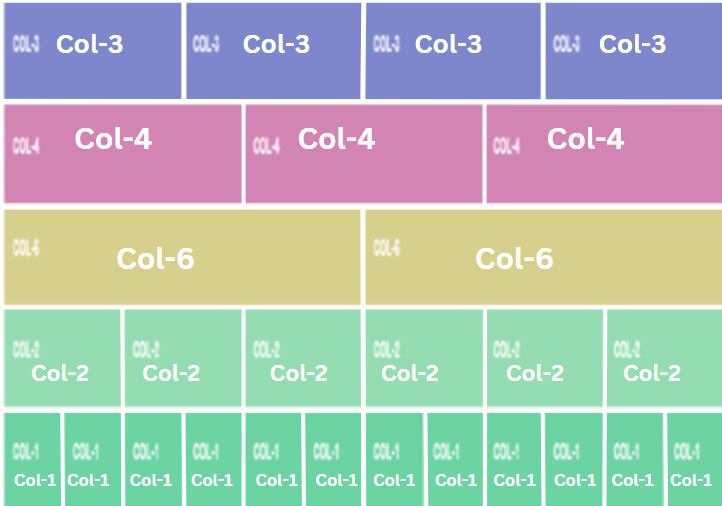 COL-3 Col-3 COL-3 Col-3 COL-3 Col-3 COL-3 Col-3
COL-4 Col-4 COL-4 Col-4 COL-4 Col-4
COL-6 Col-6 COL-6 Col-6
COL-2 COL-2 COL-2 COL-2 COL-2 COL-2
Col-2 Col-2 Col-2 Col-2 Col-2 Col-2
COL-1 COL-1 COL-1 COL-1 COL-1 COL-1 COL-1 COL-1 COL-1 COL-1 COL-1 COL-1
Col-1 Col-1 Col-1 Col-1 Col-1 Col-1 Col-1 Col-1 Col-1 Col-1 Col-1 Col-1